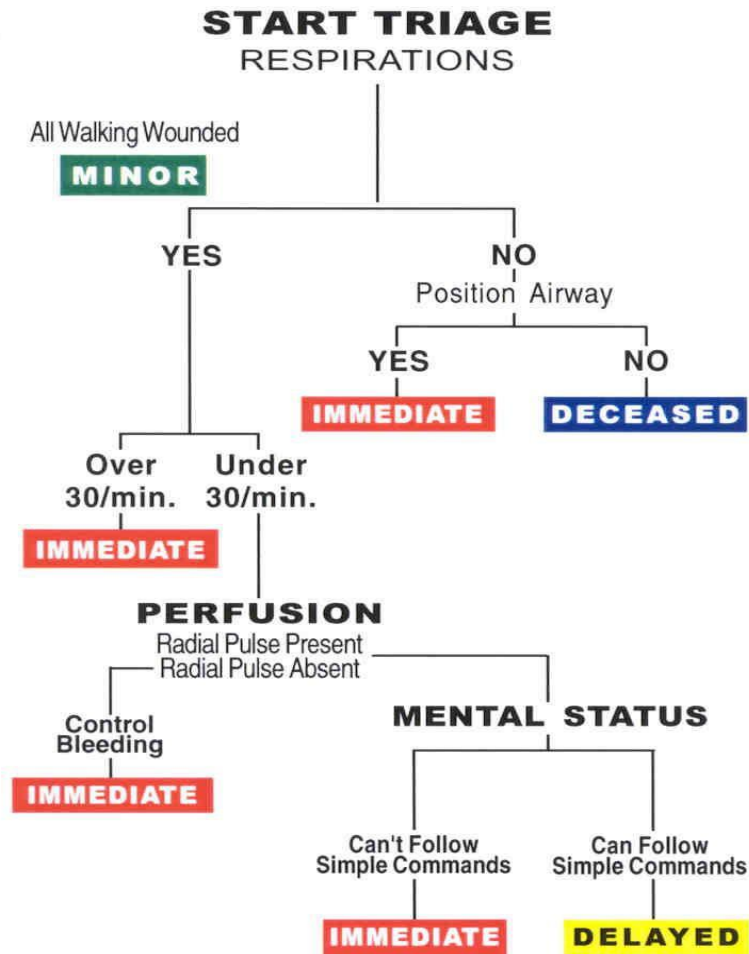 START TRIAGE
RESPIRATIONS
All Walking Wounded
MINOR
YES
NO
Position Airway
YES
NO
IMMEDIATE
DECEASED
Over
30/min.
Under
30/min.
IMMEDIATE
PERFUSION
Radial Pulse Present
Radial Pulse Absent
Control
Bleeding
IMMEDIATE
MENTAL STATUS
Can't Follow
Simple Commands
Can Follow
Simple Commands
IMMEDIATE
DELAYED